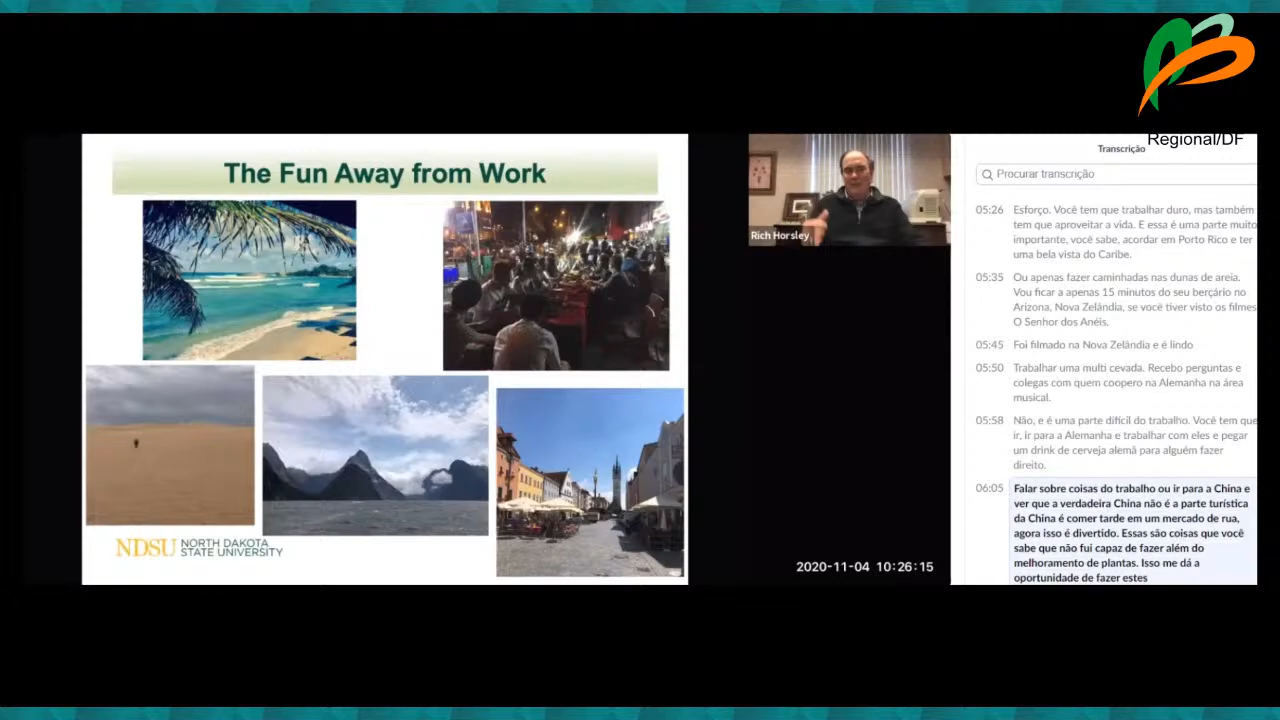 Regional/DF
The Fun Away from Work
NDSU NORTH DAKOTA
STATE UNIVERSITY
Rich Horsley
2020-11-04 10:26:15
Transcrição
Procurar transcrição
05:26 Esforço. Você tem que trabalhar duro, mas também
tem que aproveitar a vida. E essa é uma parte muito
importante, você sabe, acordar em Porto Rico e ter
uma bela vista do Caribe.
05:35 Ou apenas fazer caminhadas nas dunas de areia.
Vou ficar a apenas 15 minutos do seu berçário no
Arizona, Nova Zelândia, se você tiver visto os filmes
O Senhor dos Anéis.
05:45 Foi filmado na Nova Zelândia e é lindo
05:50 Trabalhar uma multi cevada. Recebo perguntas e
colegas com quem coopero na Alemanha na área
musical.
05:58 Não, e é uma parte difícil do trabalho. Você tem que
ir, ir para a Alemanha e trabalhar com eles e pegar
um drink de cerveja alemã para alguém fazer
direito.
06:05 Falar sobre coisas do trabalho ou ir para a China e
ver que a verdadeira China não é a parte turística
da China é comer tarde em um mercado de rua,
agora isso é divertido. Essas são coisas que você
sabe que não fui capaz de fazer além do
melhoramento de plantas. Isso me dá a
oportunidade de fazer estes